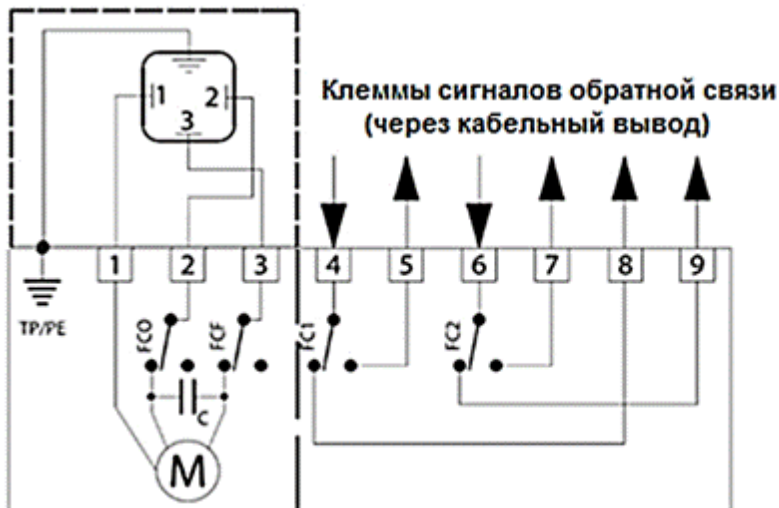 1 2
3
Клеммы сигналов обратной связи
(через кабельный вывод)
1 2 3 4 5 6 7 8 9
TP/PE
FCO FCF FC1 FC2
C
M